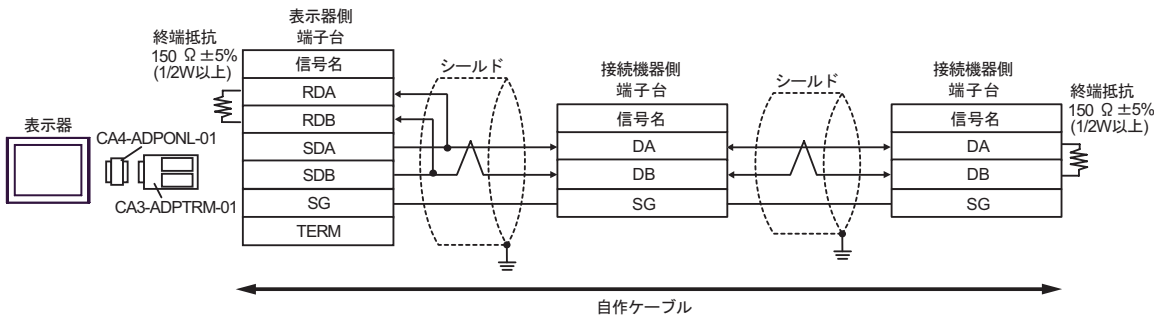 表示器
CA4-ADPONL-01
CA3-ADPTRM-01
終端抵抗
150 Ω ±5%
(1/2W以上)
表示器側
端子台
信号名
RDA
RDB
SDA
SDB
SG
TERM
シールド
接続機器側
端子台
信号名
DA
DB
SG
シールド
接続機器側
端子台
信号名
DA
DB
SG
終端抵抗
150 Ω ±5%
(1/2W以上)
自作ケーブル